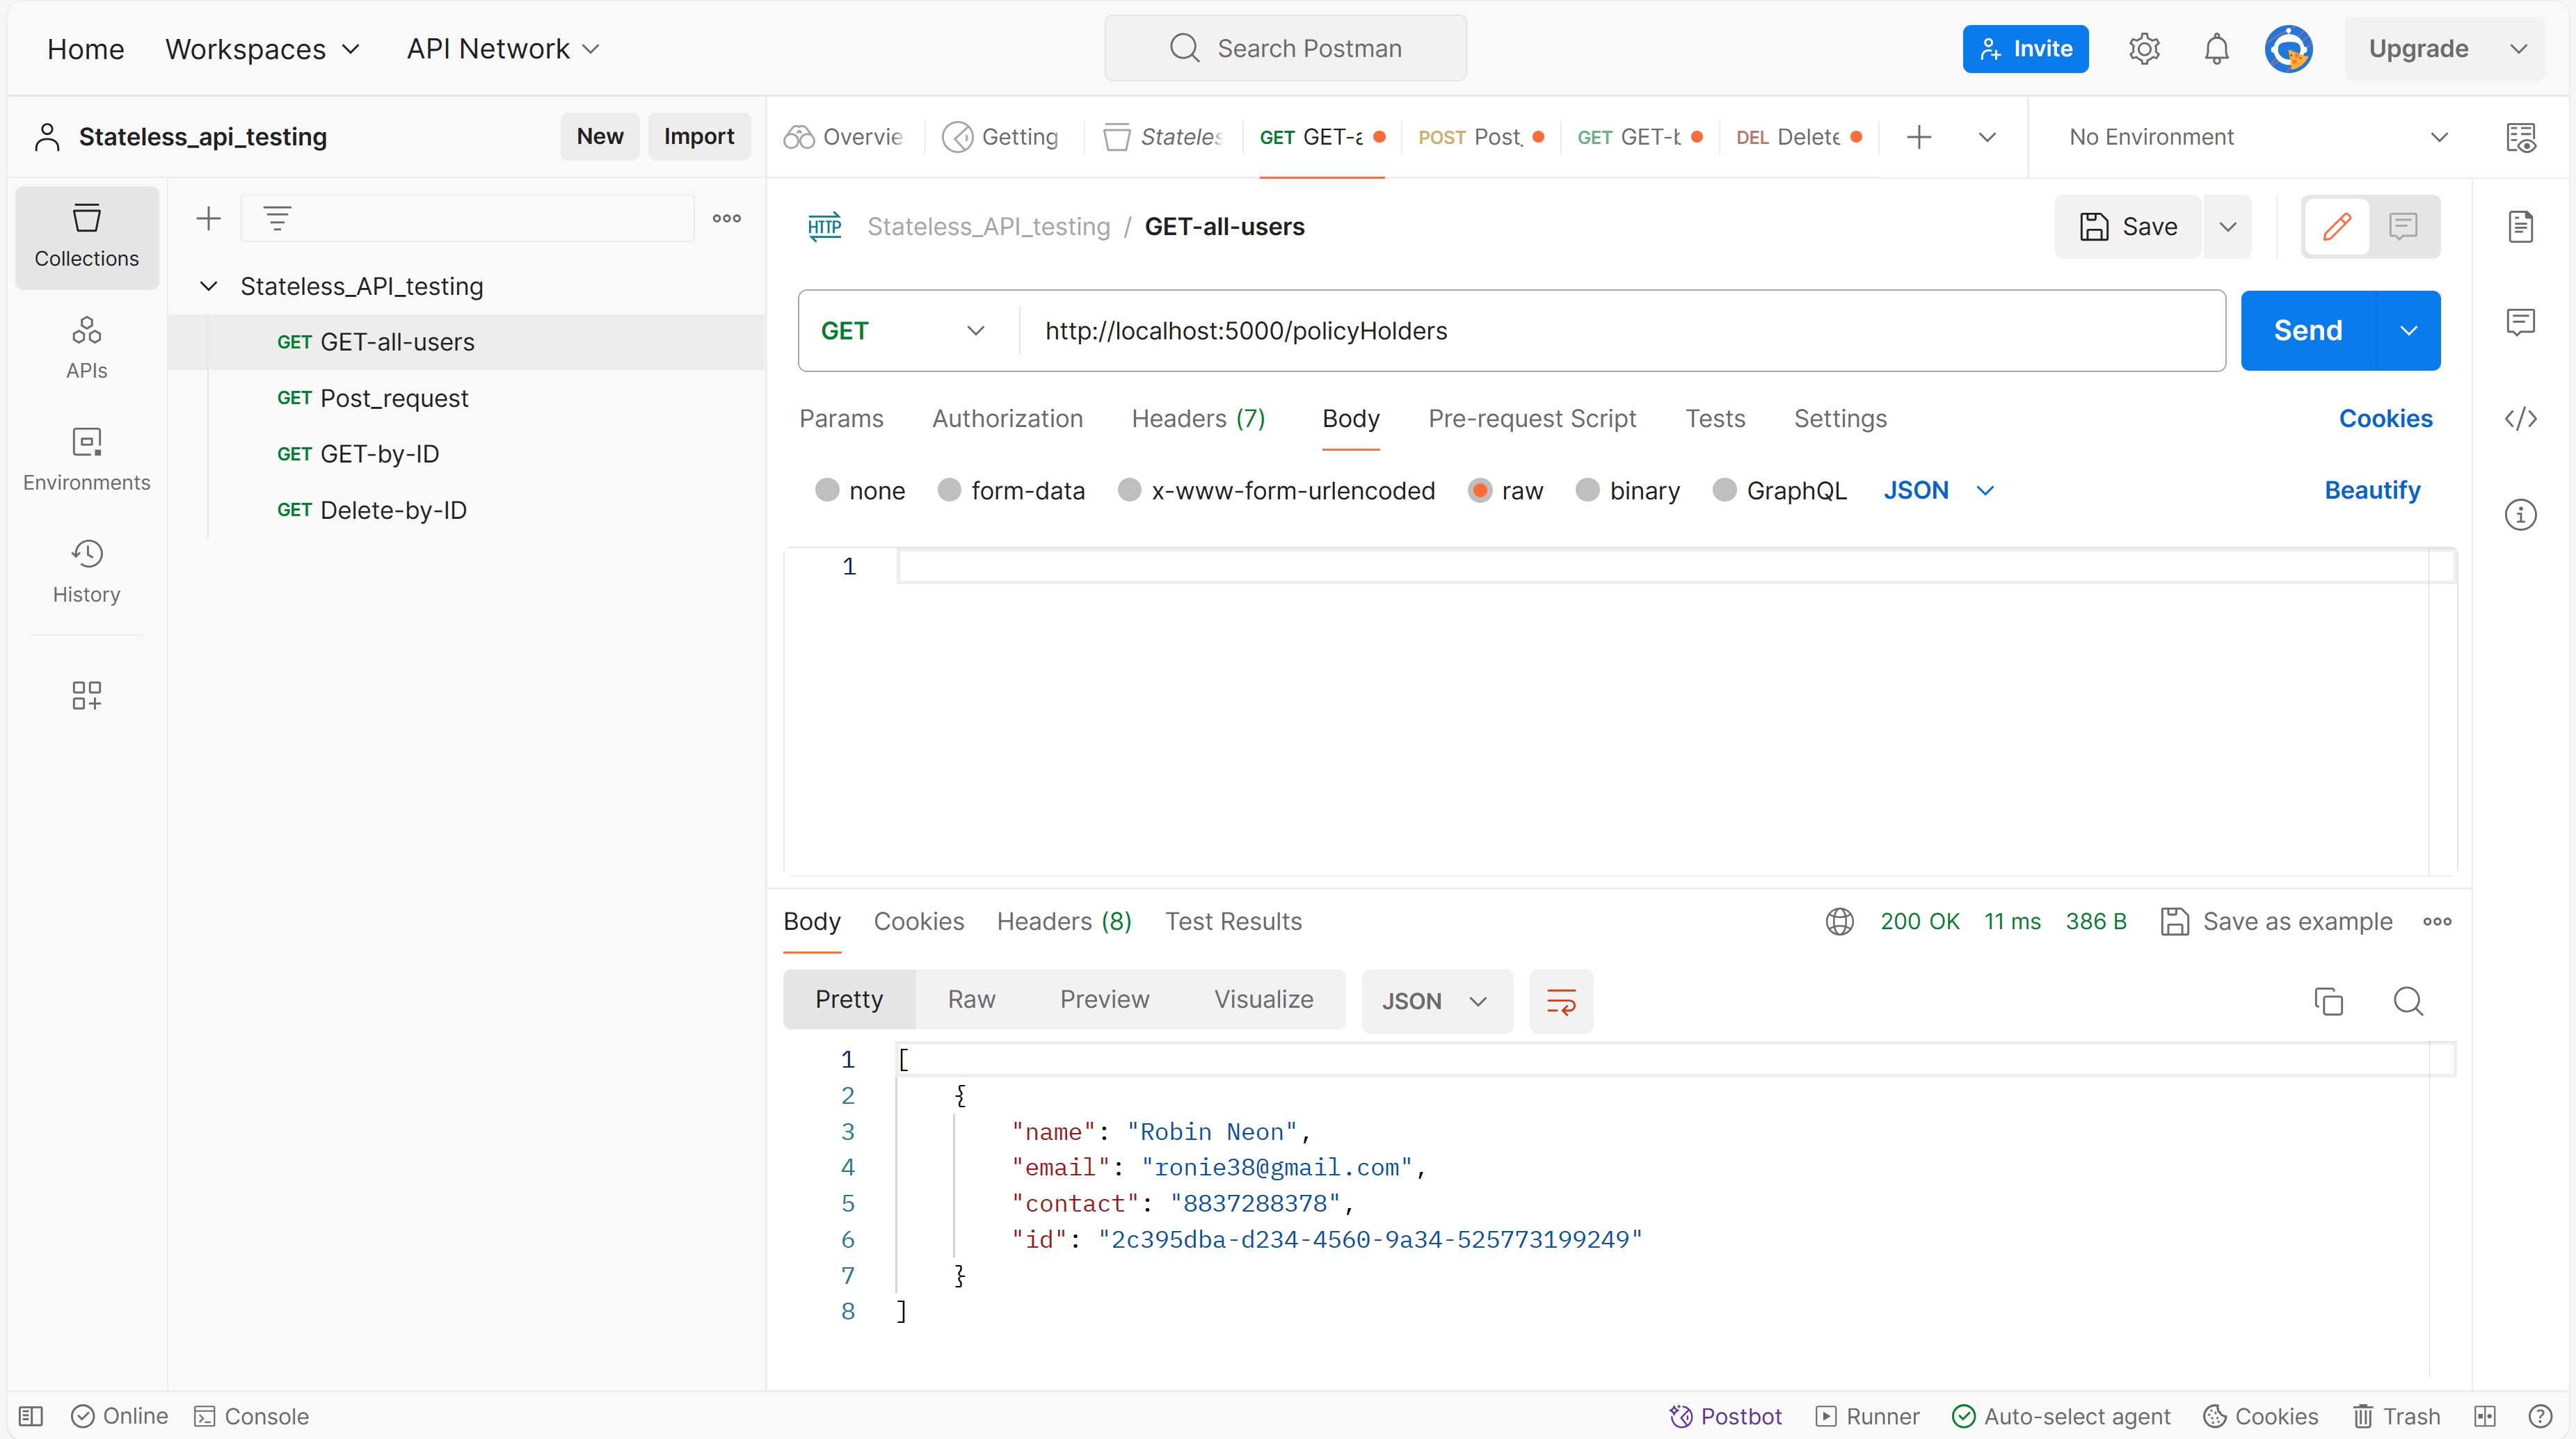 Home Workspaces API Network Search Postman Invite Upgrade
Stateless_api_testing New Import
Overvie Getting Stateles GET GET-a POST Post_ GET GET-b DEL Delete No Environment
Collections
APIs
Environments
History
Stateless_API_testing
GET GET-all-users
GET Post_request
GET GET-by-ID
GET Delete-by-ID
HTTP Stateless_API_testing / GET-all-users Save
GET http://localhost:5000/policyHolders Send
Params Authorization Headers (7) Body Pre-request Script Tests Settings Cookies
none form-data x-www-form-urlencoded raw binary GraphQL JSON Beautify
1
Body Cookies Headers (8) Test Results 200 OK 11 ms 386 B Save as example
Pretty Raw Preview Visualize JSON
1 [
2 {
3 "name": "Robin Neon",
4 "email": "ronie38@gmail.com",
5 "contact": "8837288378",
6 "id": "2c395dba-d234-4560-9a34-525773199249"
7 }
8 ]
Online Console Postbot Runner Auto-select agent Cookies Trash